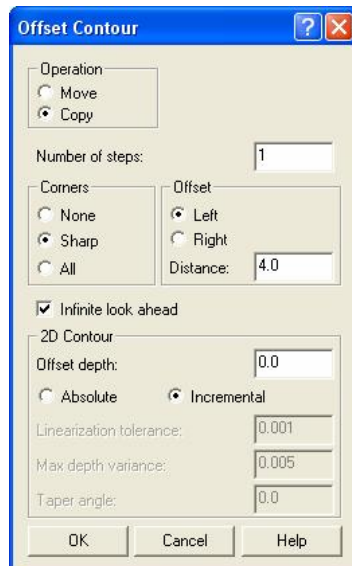 Offset Contour
Operation
Move
Copy
Number of steps: 1
Corners
None
Sharp
All
Offset
Left
Right
Distance: 4.0
Infinite look ahead
2D Contour
Offset depth: 0.0
Absolute Incremental
Linearization tolerance: 0.001
Max depth variance: 0.005
Taper angle: 0.0
OK Cancel Help